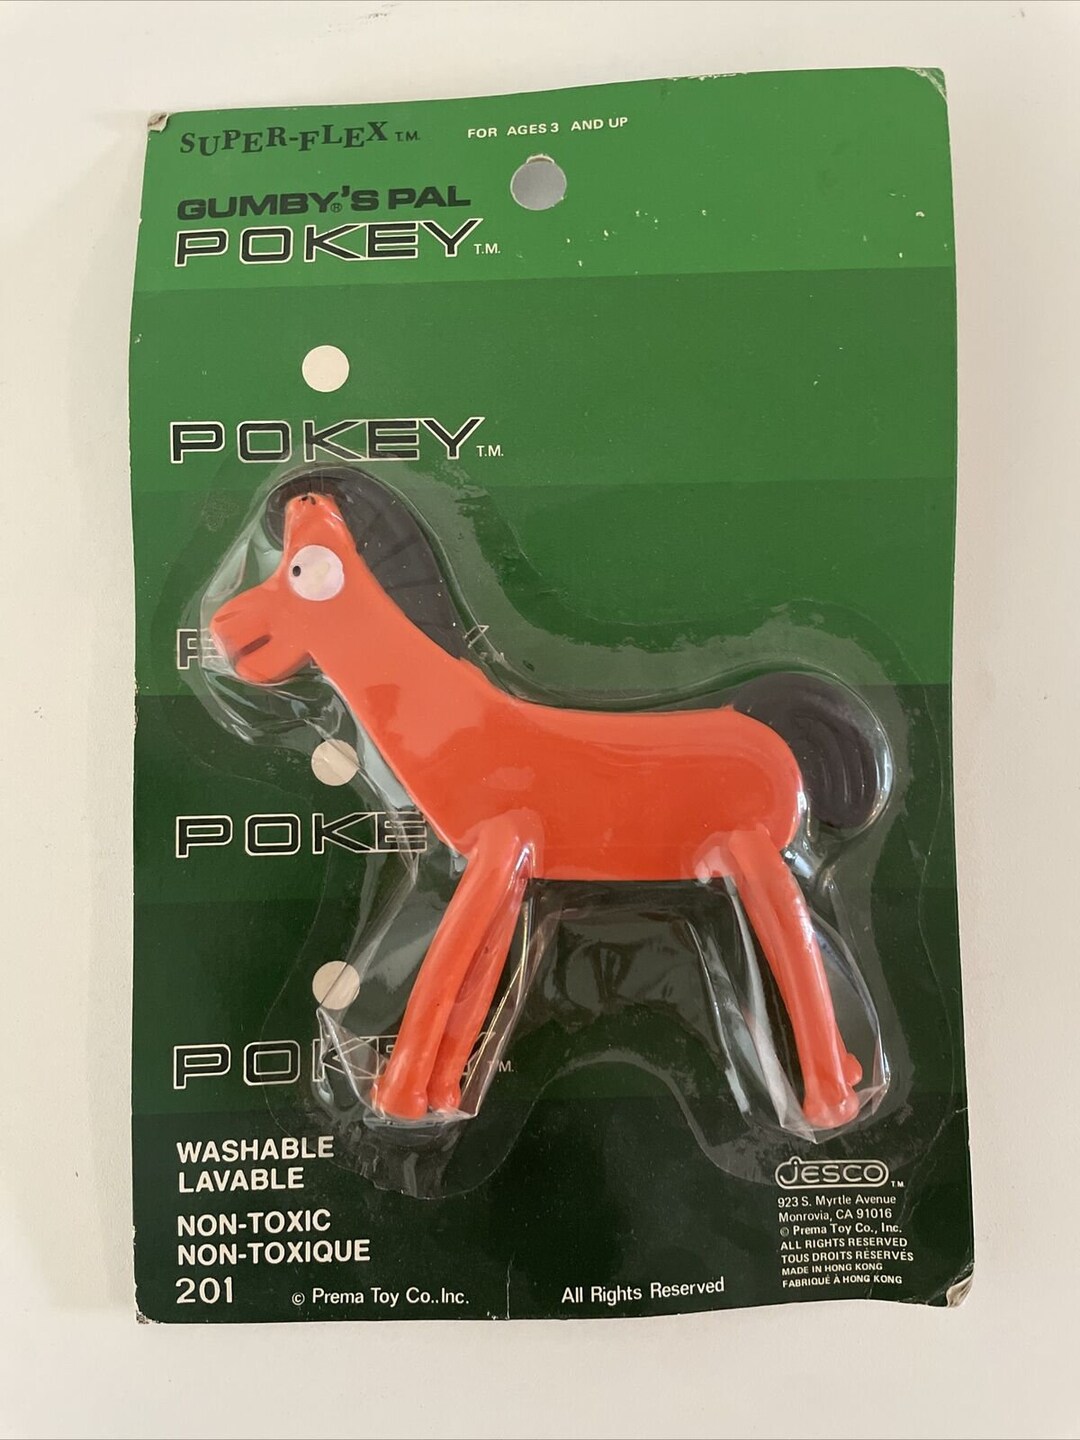 SUPER-FLEX T.M.
FOR AGES 3 AND UP
GUMBY®'S PAL
POKEY T.M.
POKEY T.M.
POKE
POKEY T.M.
WASHABLE
LAVABLE
NON-TOXIC
NON-TOXIQUE
201
© Prema Toy Co., Inc.
All Rights Reserved
JESCO TM
923 S. Myrtle Avenue
Monrovia, CA 91016
© Prema Toy Co., Inc.
ALL RIGHTS RESERVED
TOUS DROITS RÉSERVÉS
MADE IN HONG KONG
FABRIQUÉ À HONG KONG